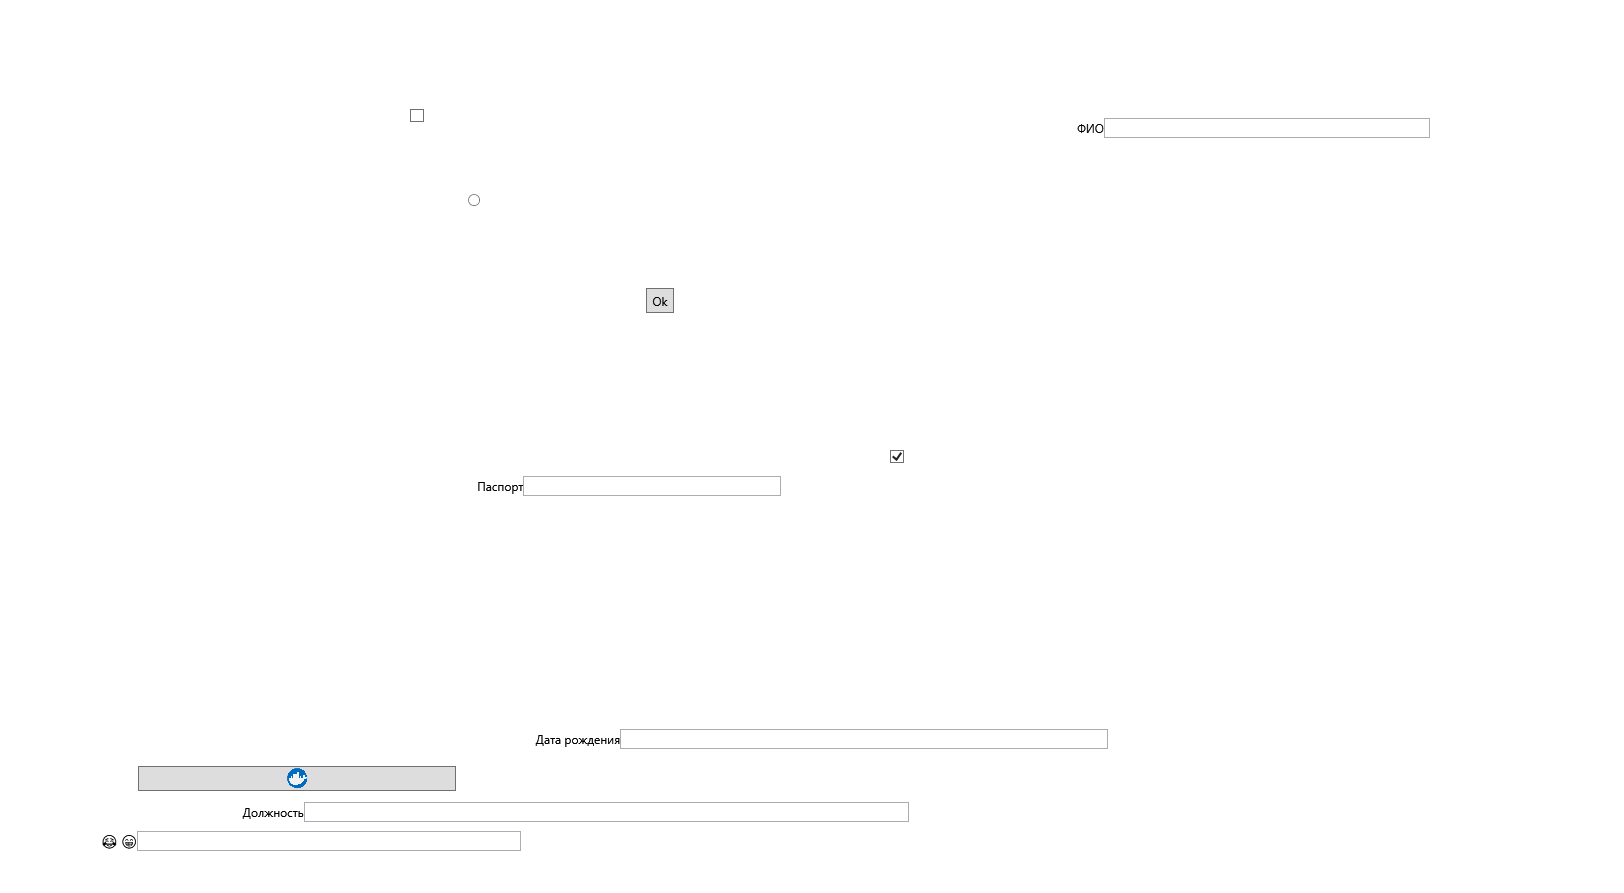 ФИО
Ok
Паспорт
Дата рождения
Должность
😂 😁